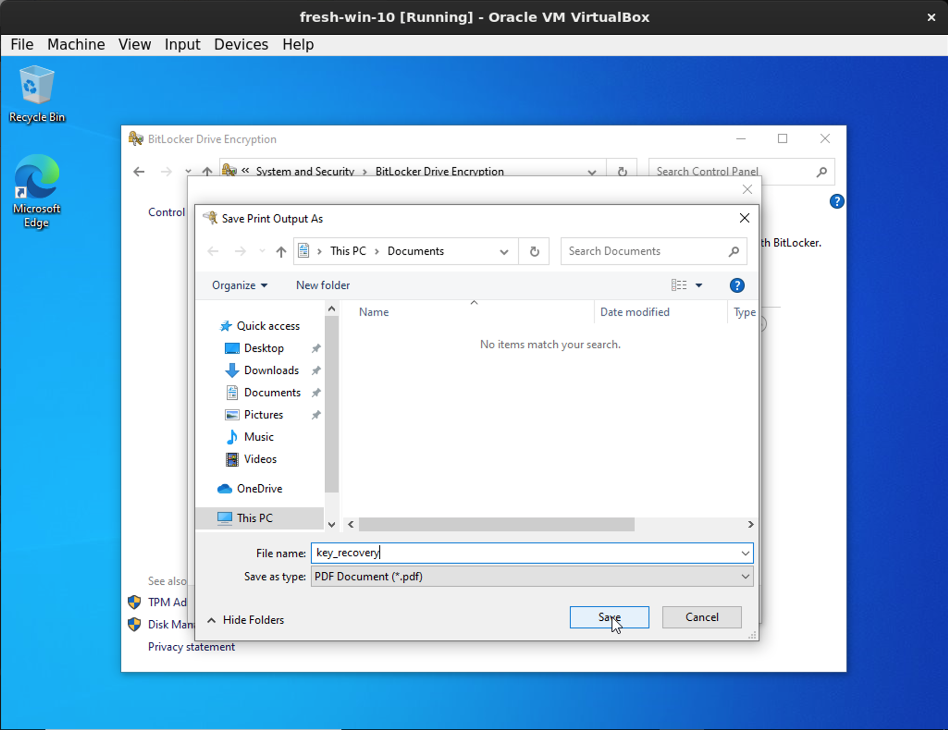 fresh-win-10 [Running] - Oracle VM VirtualBox
File Machine View Input Devices Help
Recycle Bin
Microsoft
Edge
BitLocker Drive Encryption
« System and Security › BitLocker Drive Encryption
Search Control Panel
Control
th BitLocker.
Save Print Output As
This PC › Documents
Search Documents
Organize
New folder
Name
Date modified
Type
No items match your search.
Quick access
Desktop
Downloads
Documents
Pictures
Music
Videos
OneDrive
This PC
File name: key_recovery
Save as type: PDF Document (*.pdf)
Hide Folders
Save
Cancel
See also
TPM Ad
Disk Man
Privacy statement